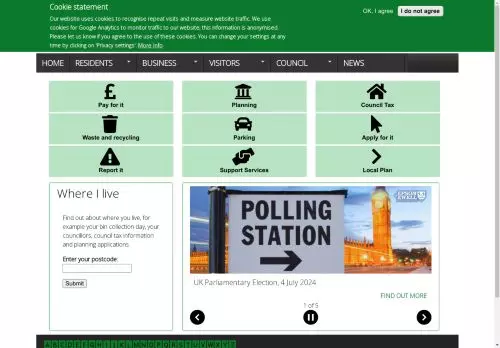 Cookie statement
Our website uses cookies to recognise repeat visits and measure website traffic. We use
cookies for Google Analytics to monitor traffic to our website; this information is anonymised.
Please let us know if you agree to the use of these cookies. You can change your settings at
any time by clicking on 'Privacy settings'. More info
OK, I agree
I do not agree
HOME RESIDENTS BUSINESS VISITORS COUNCIL NEWS
Pay for it
Planning
Council Tax
Waste and recycling
Parking
Apply for it
Report it
Support Services
Local Plan
Where I live
Find out about where you live, for
example your bin collection day, your
councillors, council tax information
and planning applications.
Enter your postcode:
Submit
POLLING
STATION
EPSOM
EWELL
UK Parliamentary Election, 4 July 2024
FIND OUT MORE
1 of 5
A B C D E F G H I J K L M N O P Q R S T U V W X Y Z